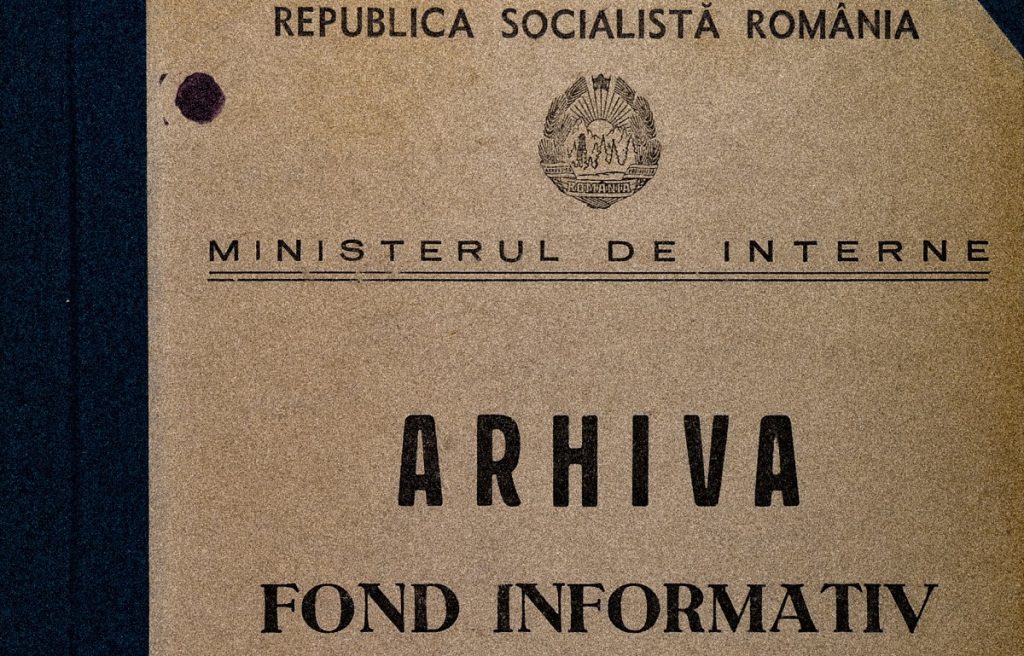 REPUBLICA SOCIALISTĂ ROMÂNIA
ROMÂNIA
MINISTERUL DE INTERNE
ARHIVA
FOND INFORMATIV